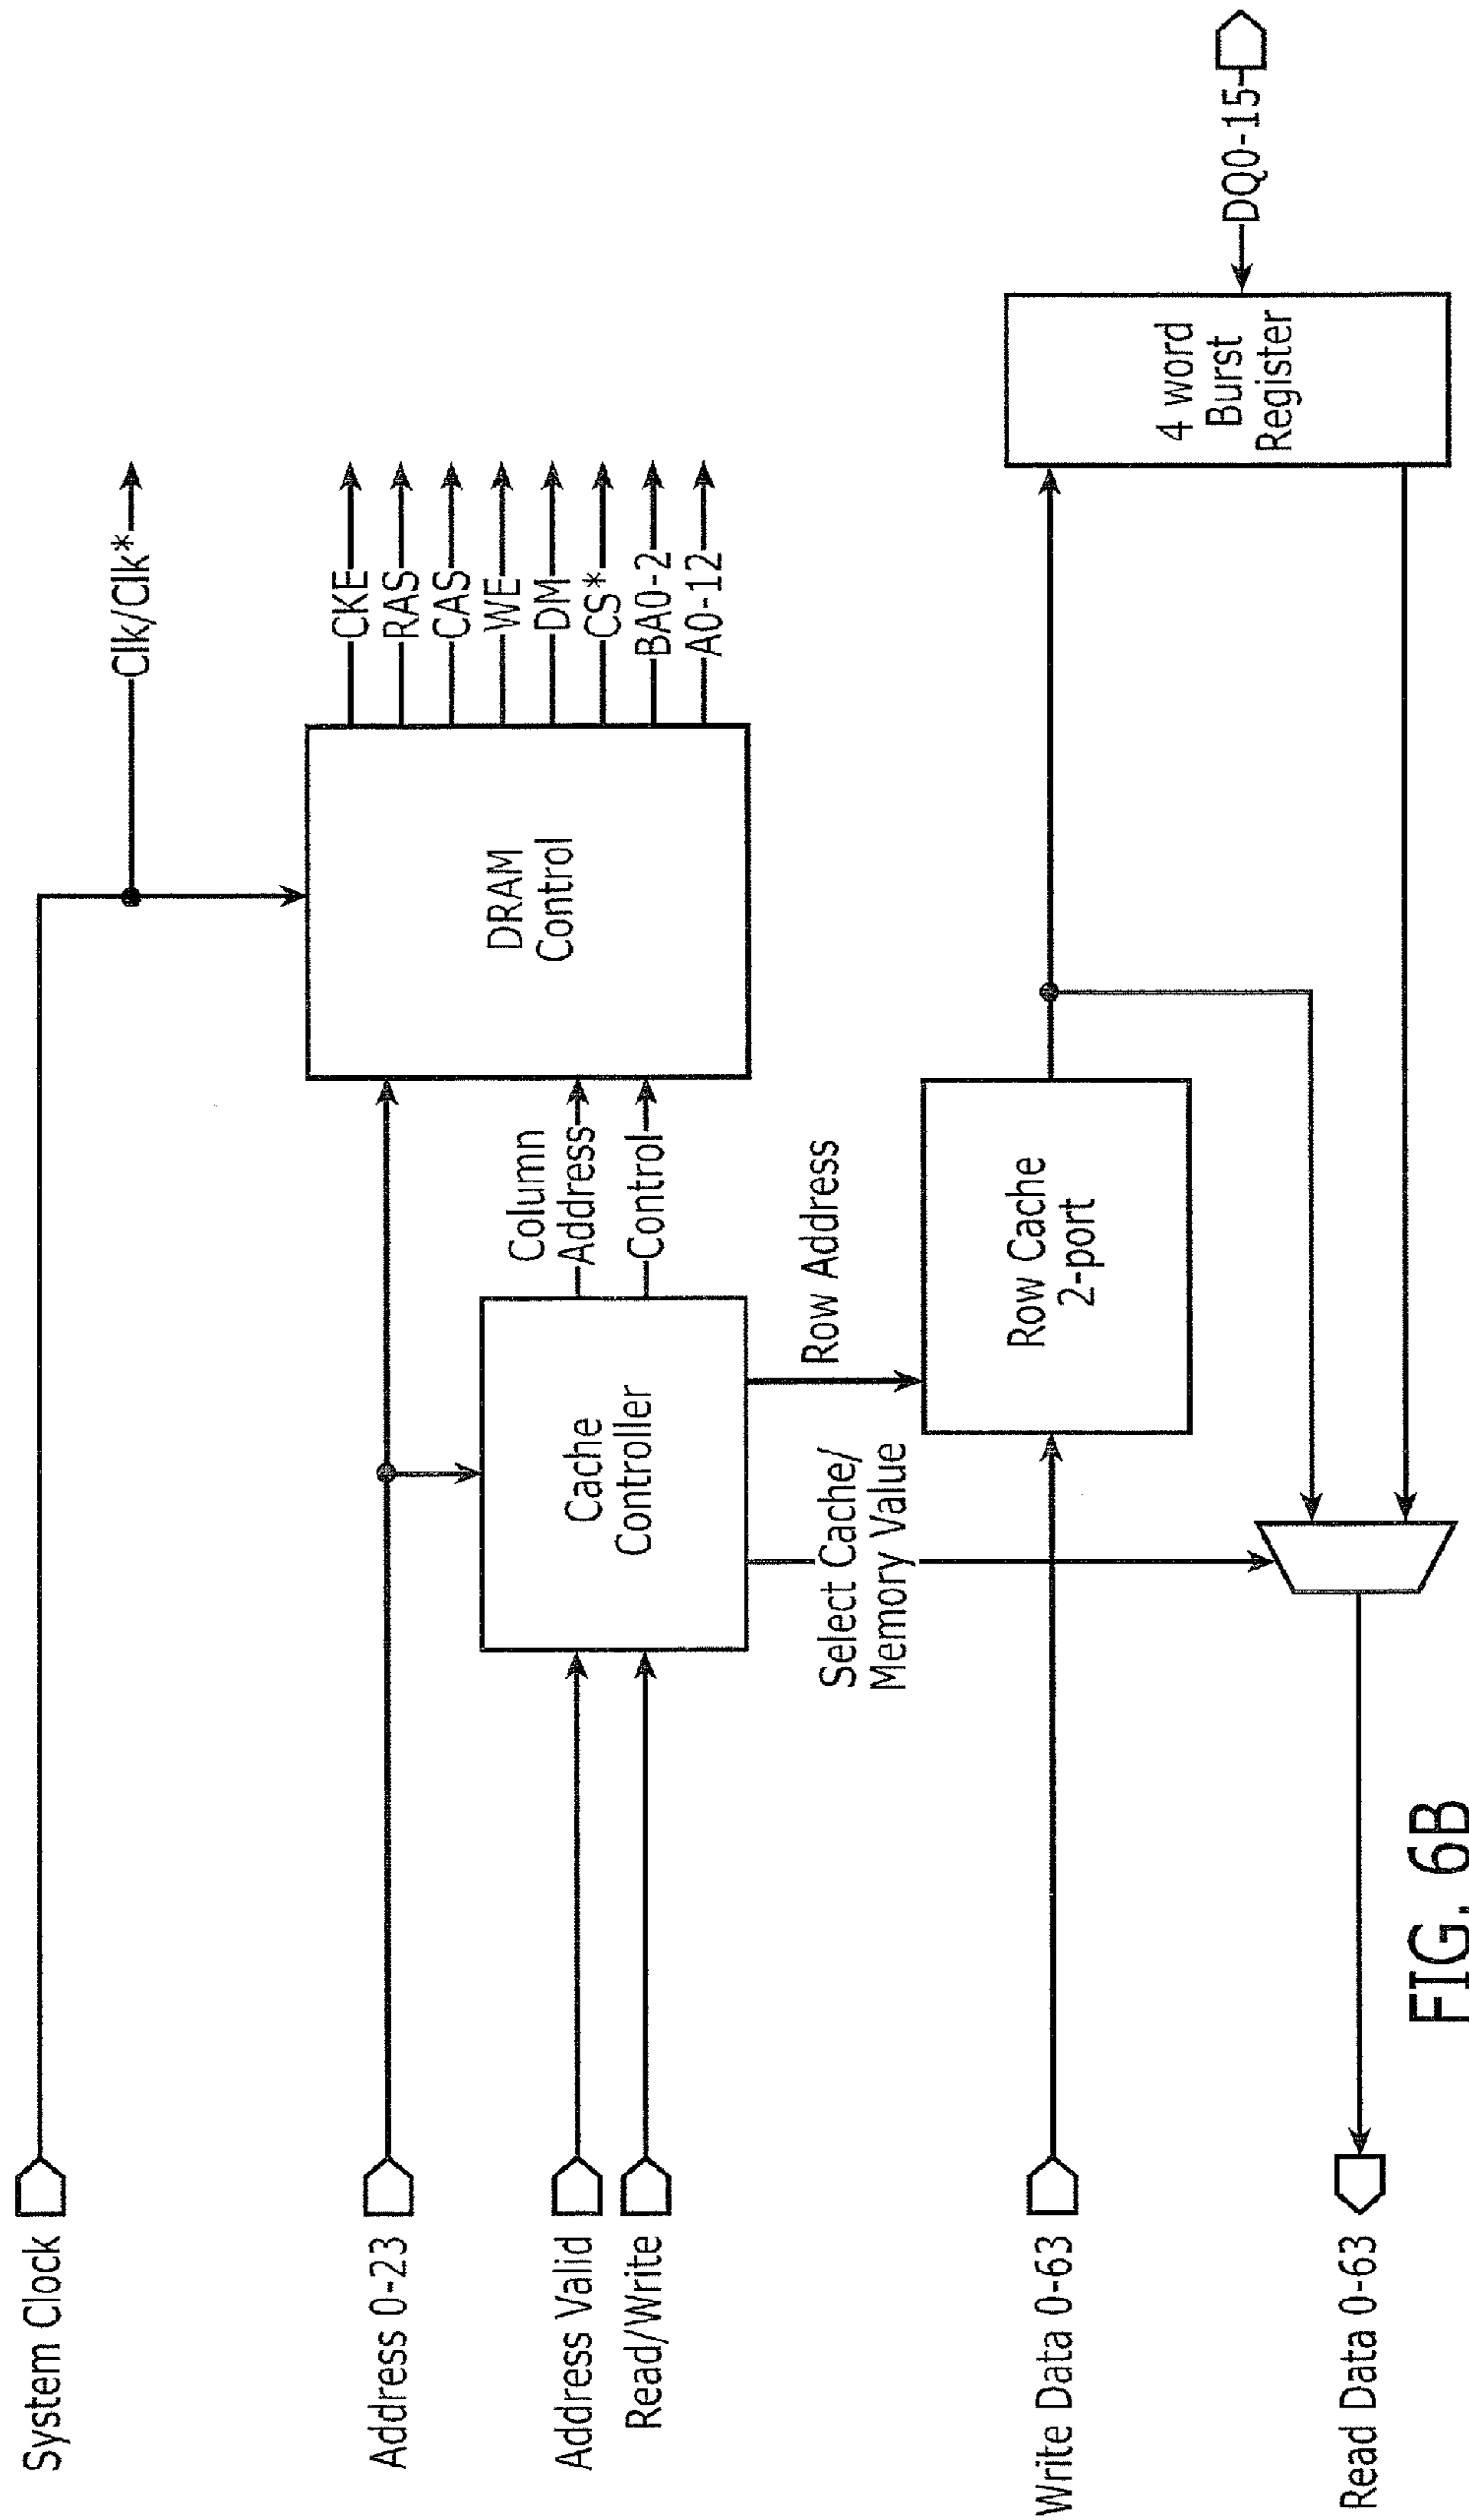 System Clock
Clk/Clk*
Address 0-23
Address Valid
Read/Write
Cache
Controller
Column
Address
Control
DRAM
Control
CKE
RAS
CAS
WE
DM
CS*
BA0-2
A0-12
Select Cache/
Memory Value
Row Address
Write Data 0-63
Row Cache
2-port
4 word
Burst
Register
DQ0-15
Read Data 0-63
FIG. 6B